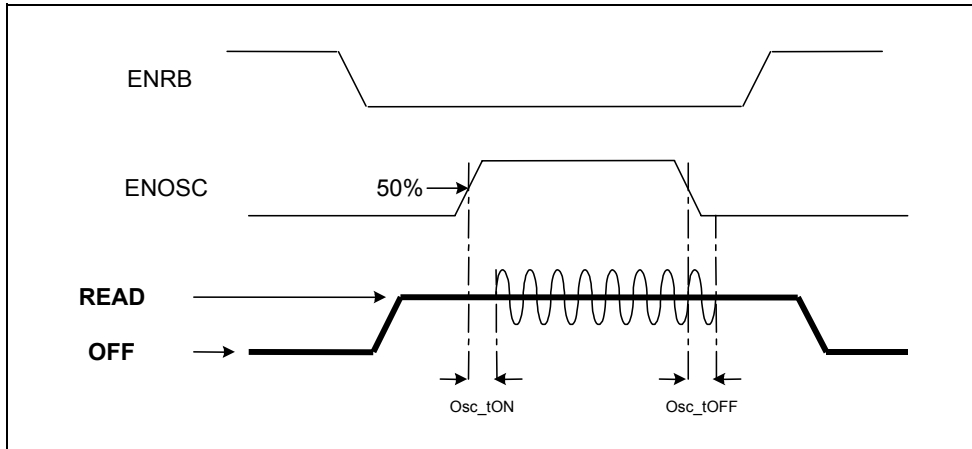 ENRB
ENOSC
50%
READ
OFF
Osc_tON
Osc_tOFF